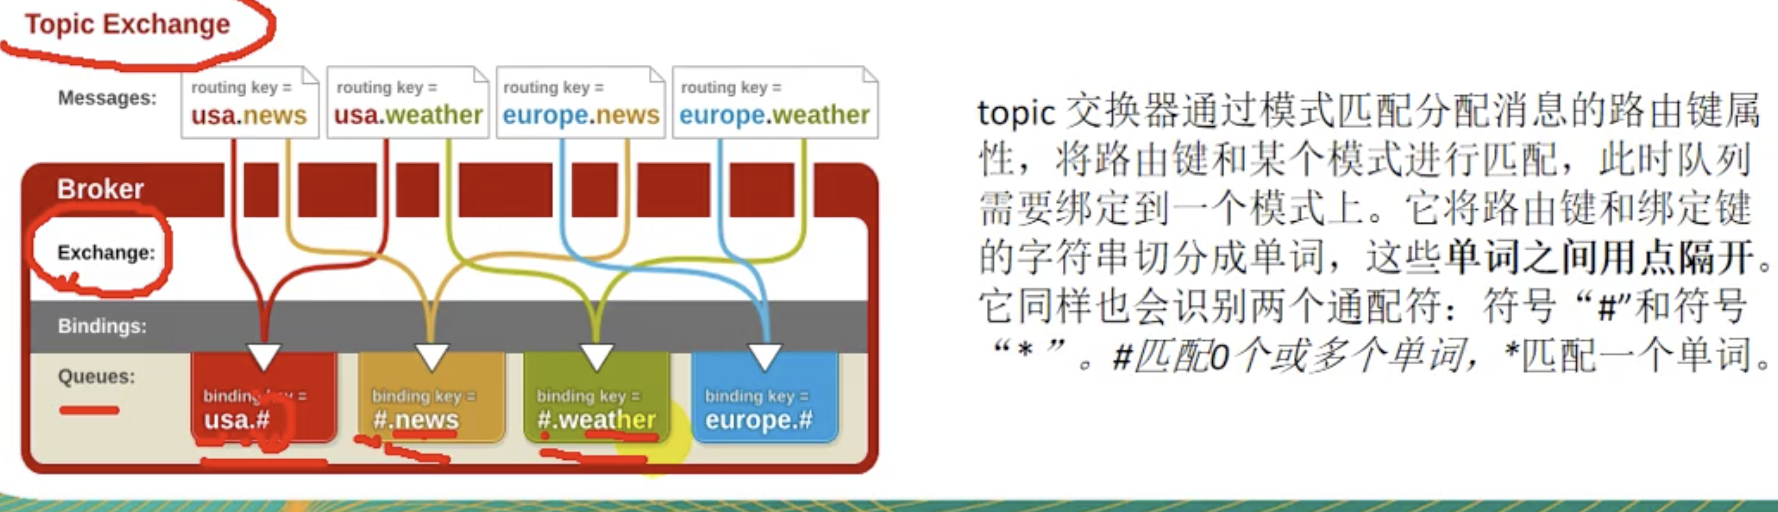 Topic Exchange
Messages:
routing key =
usa.news
routing key =
usa.weather
routing key =
europe.news
routing key =
europe.weather
Broker
Exchange:
Bindings:
Queues:
binding key =
usa.#
binding key =
#.news
binding key =
#.weather
binding key =
europe.#
topic 交换器通过模式匹配分配消息的路由键属
性，将路由键和某个模式进行匹配，此时队列
需要绑定到一个模式上。它将路由键和绑定键
的字符串切分成单词，这些单词之间用点隔开。
它同样也会识别两个通配符：符号“#”和符号
“*”。#匹配0个或多个单词，*匹配一个单词。